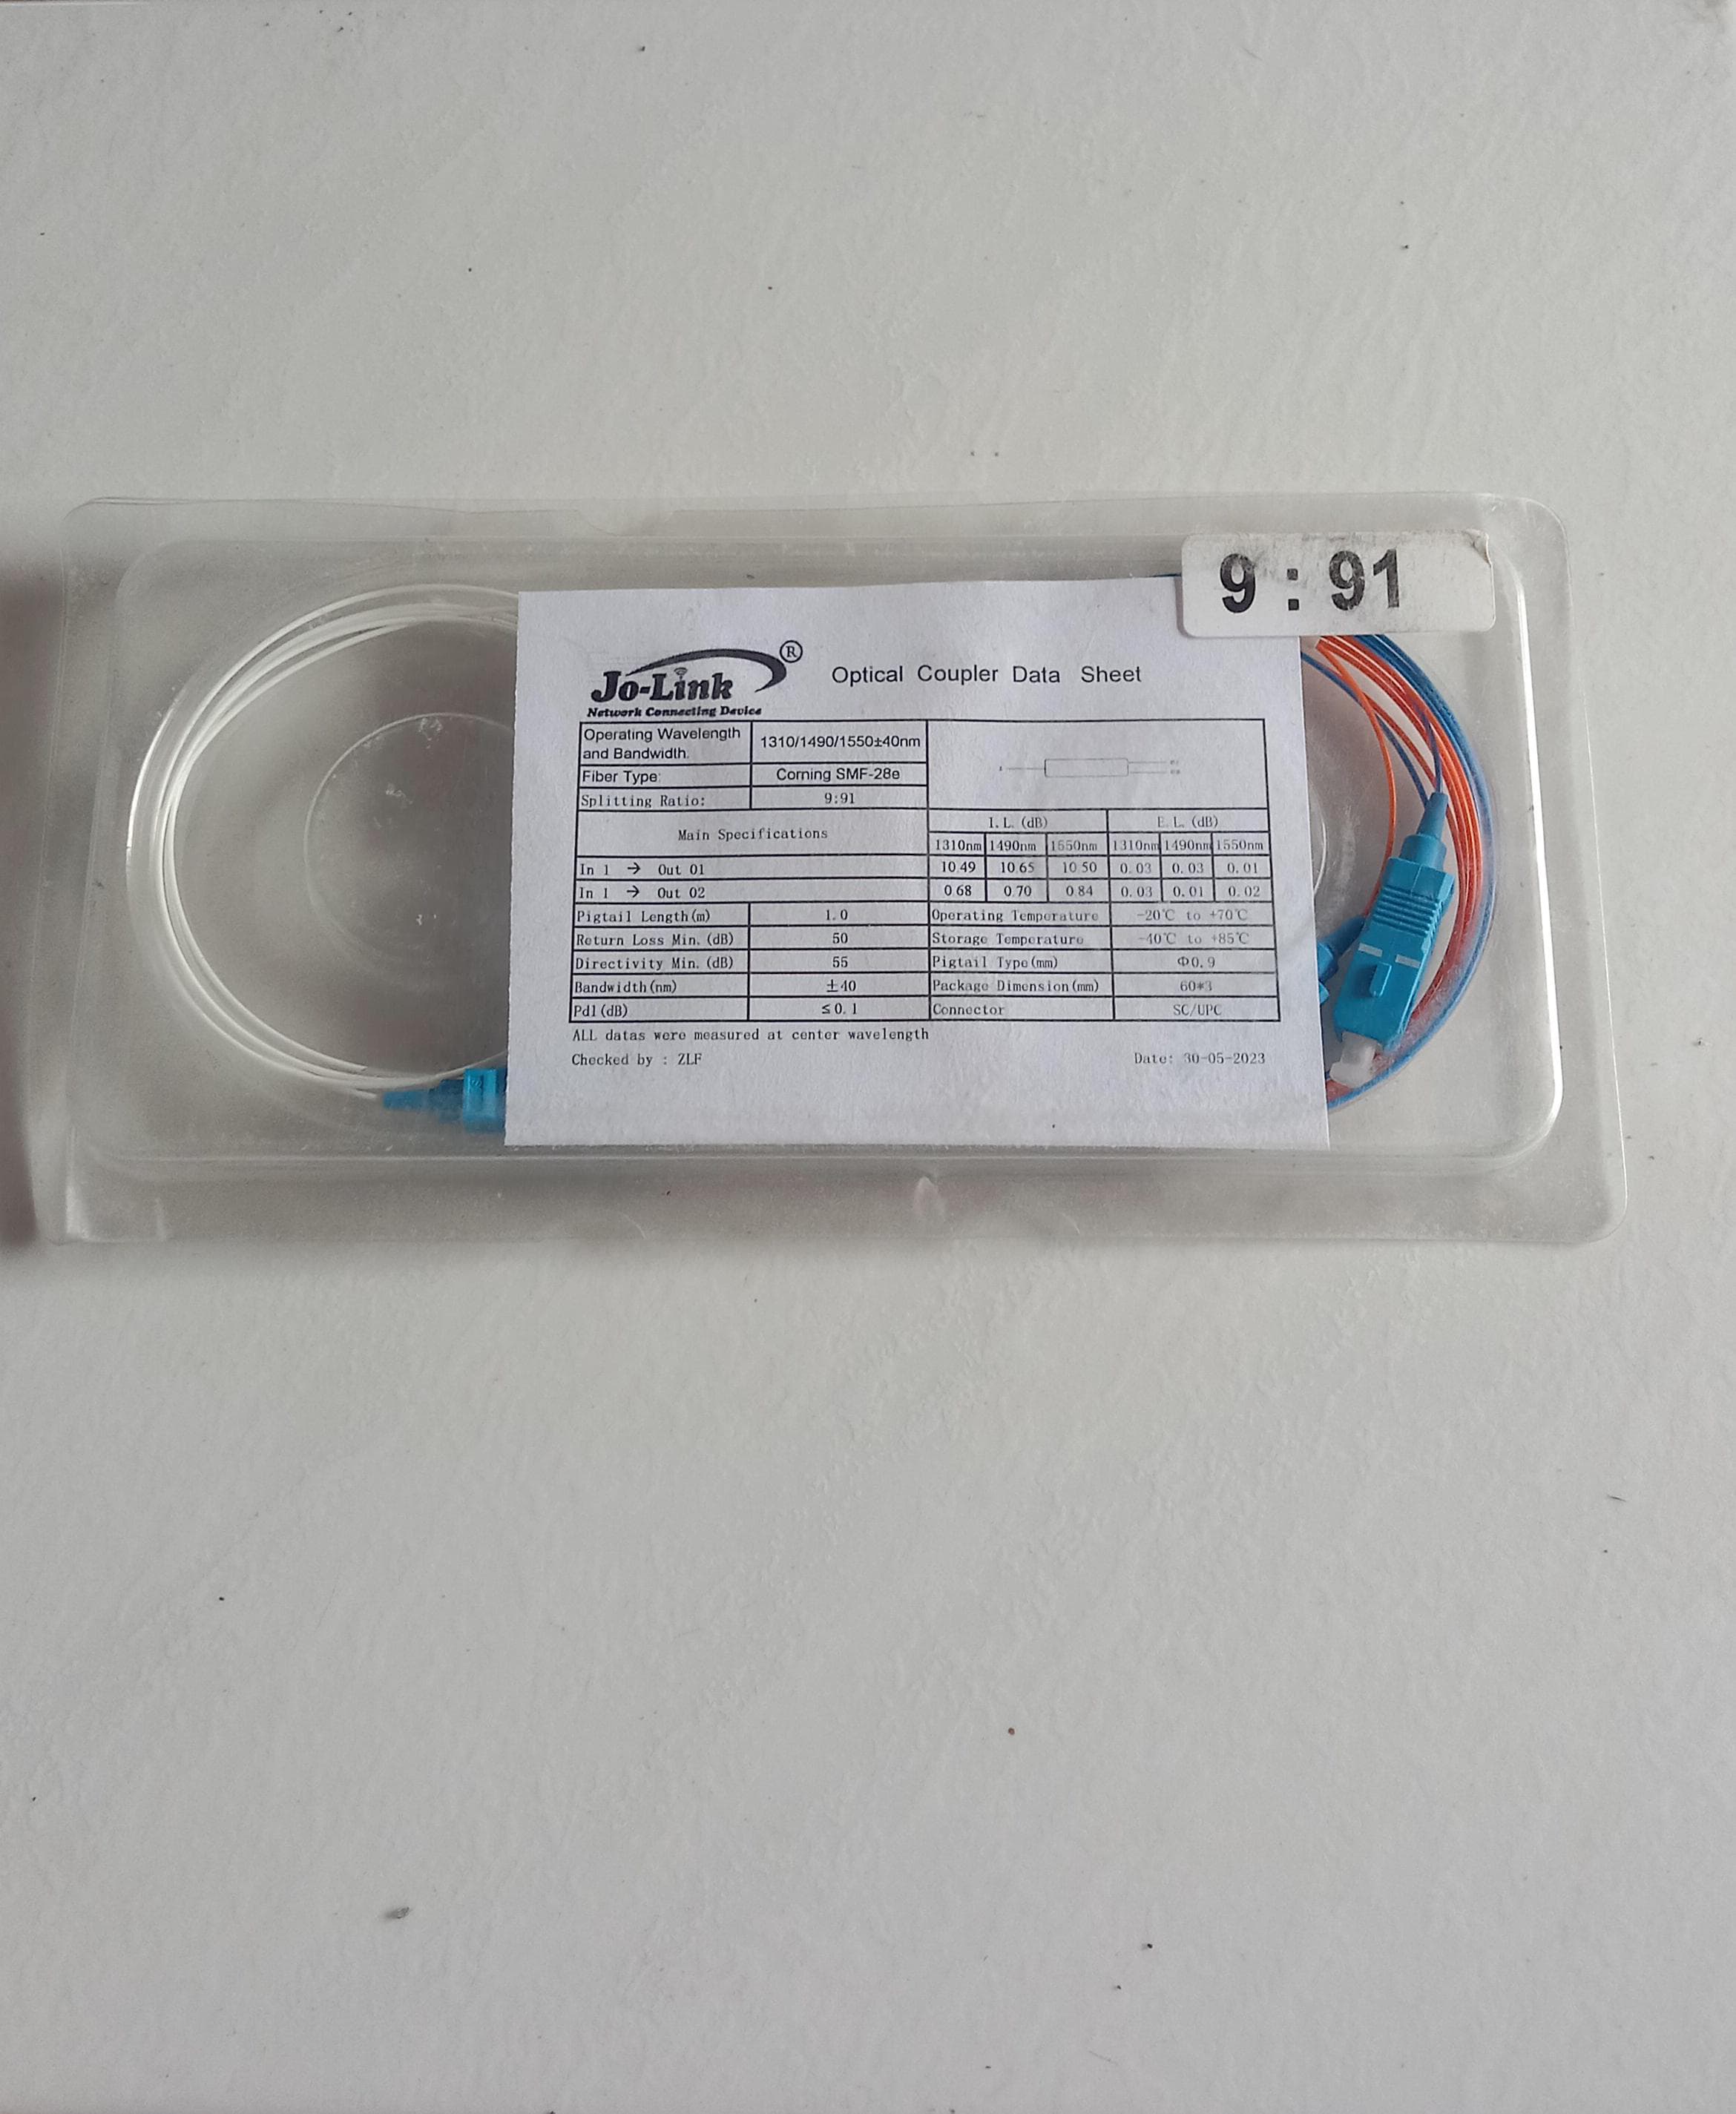 9 : 91
Jo-Link ®
Network Connecting Device
Optical Coupler Data Sheet
Operating Wavelength and Bandwidth. 1310/1490/1550±40nm
Fiber Type: Corning SMF-28e
Splitting Ratio: 9:91
Main Specifications
I.L. (dB) E.L. (dB)
1310nm 1490nm 1550nm 1310nm 1490nm 1550nm
In 1 → Out 01 10.49 10.65 10.50 0.03 0.03 0.01
In 1 → Out 02 0.68 0.70 0.84 0.03 0.01 0.02
Pigtail Length(m) 1.0 Operating Temperature -20℃ to +70℃
Return Loss Min. (dB) 50 Storage Temperature -40℃ to +85℃
Directivity Min. (dB) 55 Pigtail Type(mm) Φ0.9
Bandwidth(nm) ±40 Package Dimension(mm) 60*3
Pdl(dB) ≤0.1 Connector SC/UPC
ALL datas were measured at center wavelength
Checked by : ZLF Date: 30-05-2023